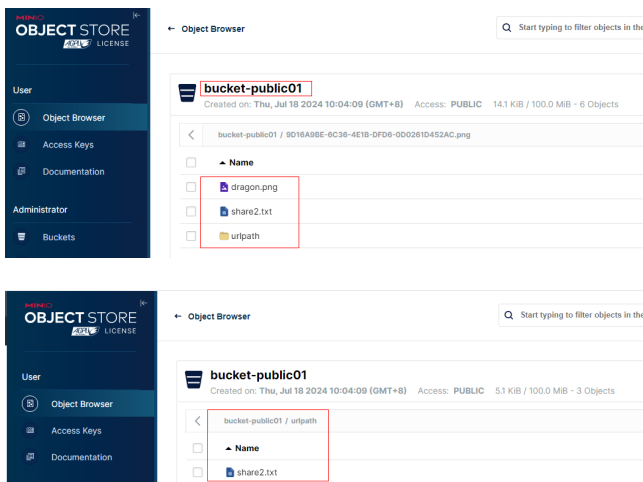 MINIO
OBJECT STORE
AGPLV3 LICENSE
← Object Browser
Start typing to filter objects in the
User
Object Browser
Access Keys
Documentation
Administrator
Buckets
bucket-public01
Created on: Thu, Jul 18 2024 10:04:09 (GMT+8) Access: PUBLIC 14.1 KiB / 100.0 MiB - 6 Objects
bucket-public01 / 9D16A9BE-6C36-4E1B-DFD6-0D0261D452AC.png
Name
dragon.png
share2.txt
urlpath
MINIO
OBJECT STORE
AGPLV3 LICENSE
← Object Browser
Start typing to filter objects in the
User
Object Browser
Access Keys
Documentation
bucket-public01
Created on: Thu, Jul 18 2024 10:04:09 (GMT+8) Access: PUBLIC 5.1 KiB / 100.0 MiB - 3 Objects
bucket-public01 / urlpath
Name
share2.txt